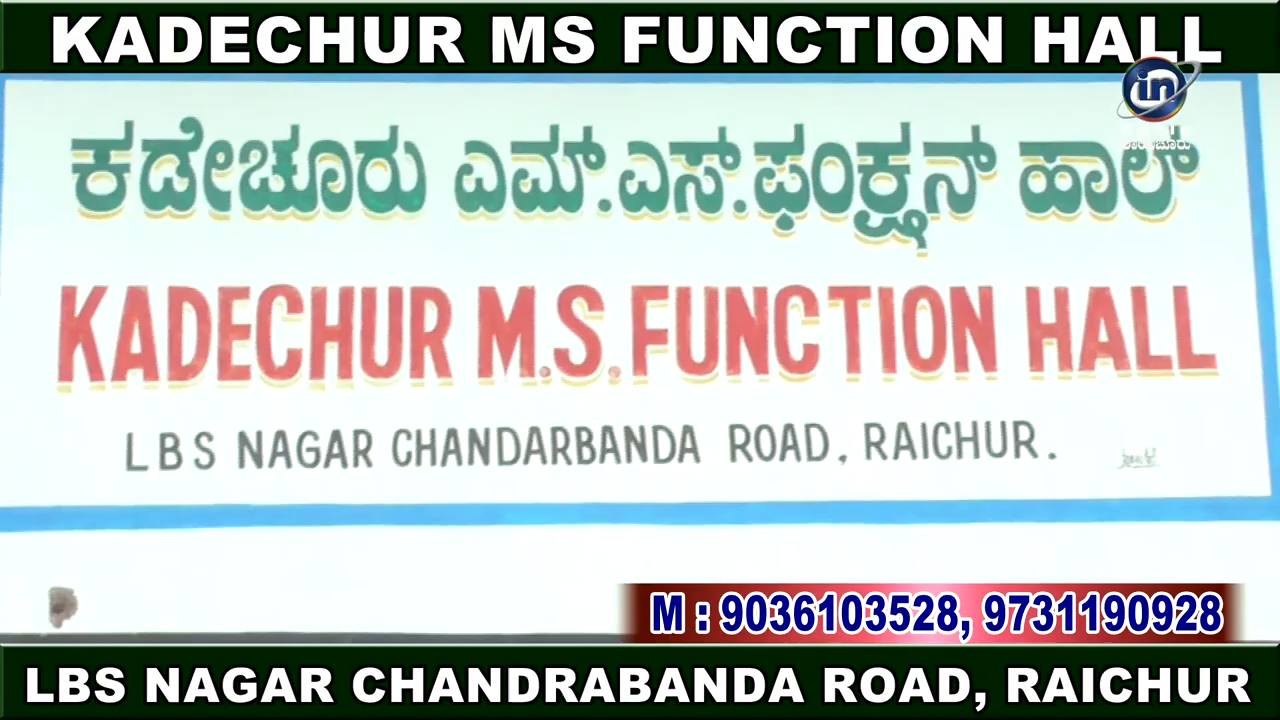 KADECHUR MS FUNCTION HALL
in
ಕಡೇಚೂರು ಎಮ್.ಎಸ್.ಫಂಕ್ಷನ್ ಹಾಲ್
KADECHUR M.S. FUNCTION HALL
LBS NAGAR CHANDARBANDA ROAD, RAICHUR.
M : 9036103528, 9731190928
LBS NAGAR CHANDRABANDA ROAD, RAICHUR